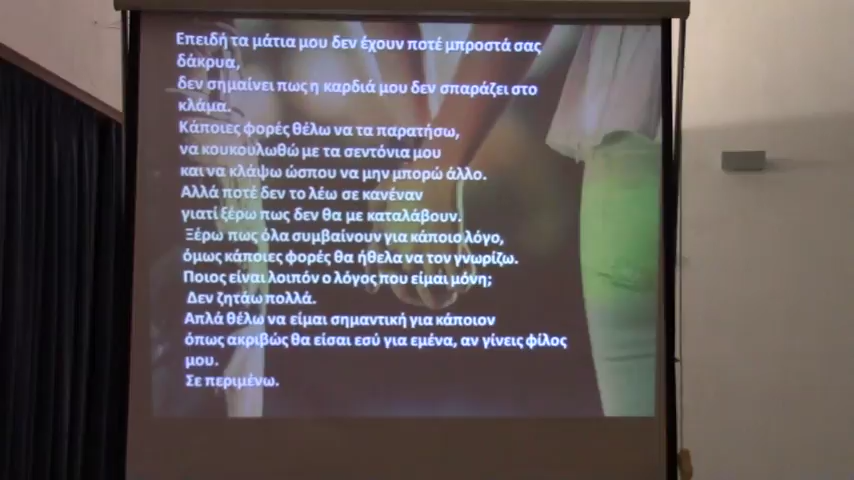 Επειδή τα μάτια μου δεν έχουν ποτέ μπροστά σας
δάκρυα,
δεν σημαίνει πως η καρδιά μου δεν σπαράζει στο
κλάμα.
Κάποιες φορές θέλω να τα παρατήσω,
να κουκουλωθώ με τα σεντόνια μου
και να κλάψω ώσπου να μην μπορώ άλλο.
Αλλά ποτέ δεν το λέω σε κανέναν
γιατί ξέρω πως δεν θα με καταλάβουν.
Ξέρω πως όλα συμβαίνουν για κάποιο λόγο,
όμως κάποιες φορές θα ήθελα να τον γνωρίζω.
Ποιος είναι λοιπόν ο λόγος που είμαι μόνη;
Δεν ζητάω πολλά.
Απλά θέλω να είμαι σημαντική για κάποιον
όπως ακριβώς θα είσαι εσύ για εμένα, αν γίνεις φίλος
μου.
Σε περιμένω.